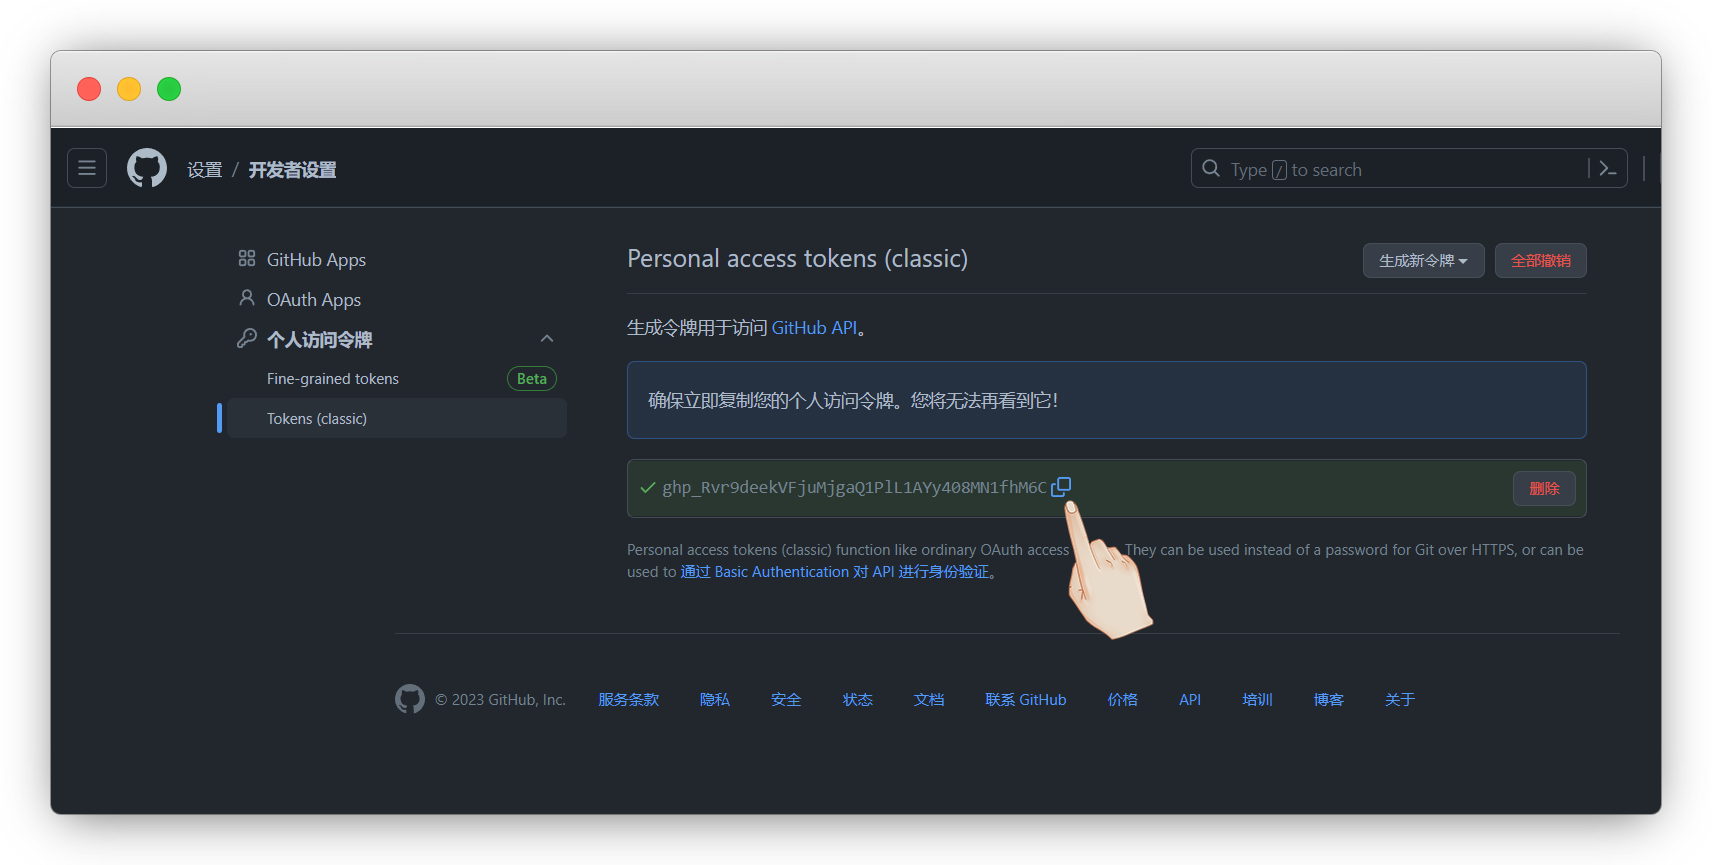 设置 / 开发者设置
Type / to search
GitHub Apps
OAuth Apps
个人访问令牌
Fine-grained tokens
Beta
Tokens (classic)
Personal access tokens (classic)
生成新令牌
全部撤销
生成令牌用于访问 GitHub API。
确保立即复制您的个人访问令牌。您将无法再看到它！
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
删除
Personal access tokens (classic) function like ordinary OAuth access They can be used instead of a password for Git over HTTPS, or can be
used to 通过 Basic Authentication 对 API 进行身份验证。
© 2023 GitHub, Inc.
服务条款
隐私
安全
状态
文档
联系 GitHub
价格
API
培训
博客
关于